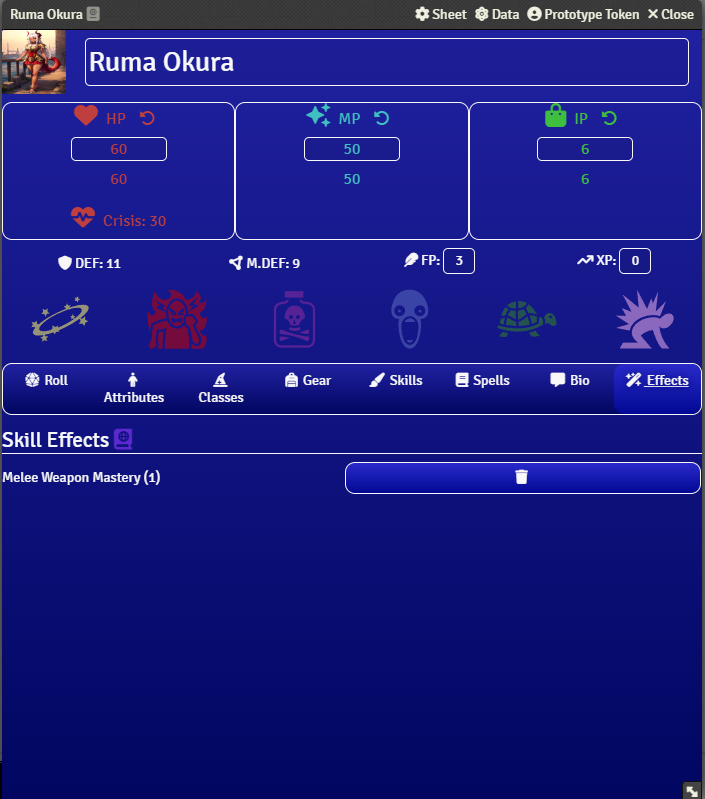 Ruma Okura Sheet Data Prototype Token Close
Ruma Okura
HP MP IP
60 50 6
60 50 6
Crisis: 30
DEF: 11 M.DEF: 9 FP: 3 XP: 0
Roll Attributes Classes Gear Skills Spells Bio Effects
Skill Effects
Melee Weapon Mastery (1)